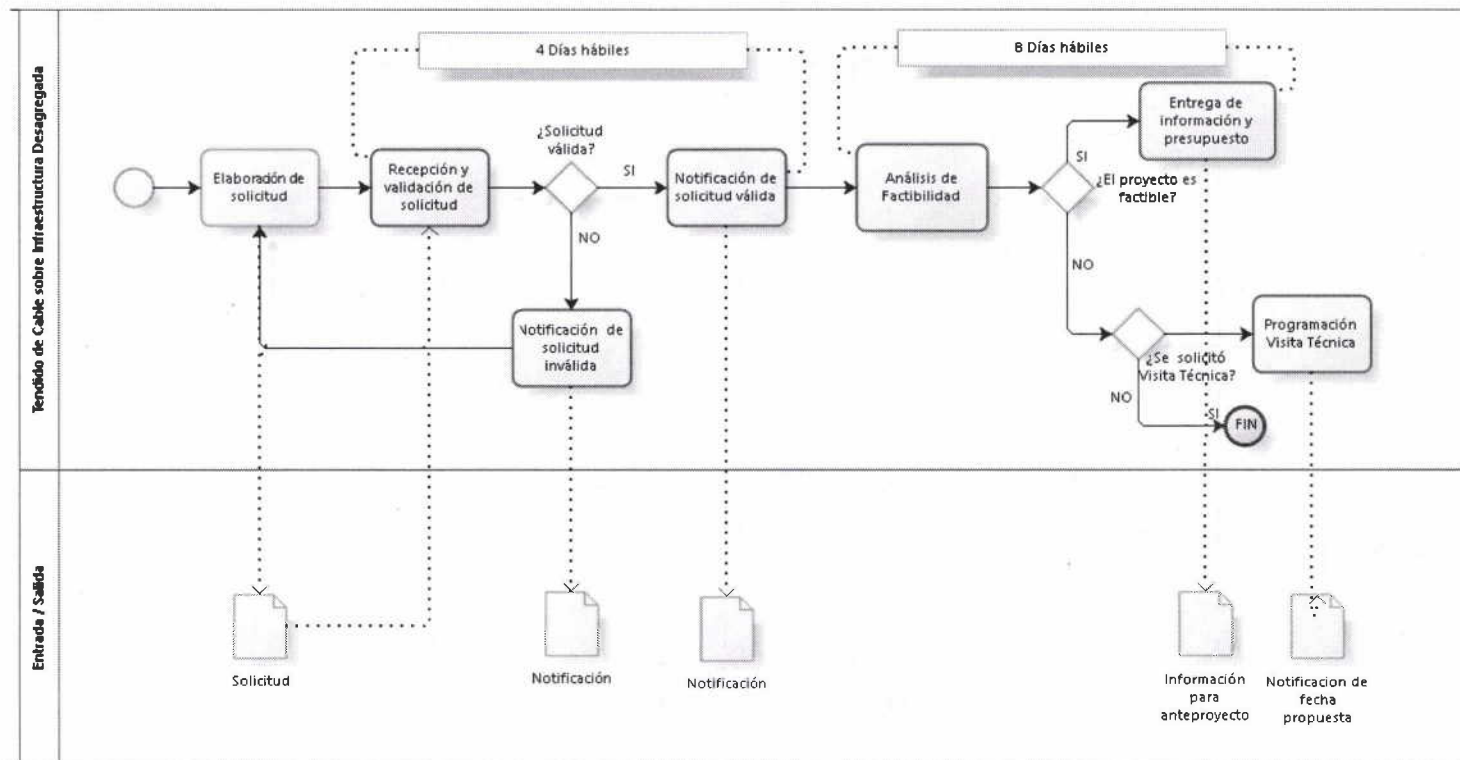 Tendido de Cable sobre Infraestructura Desagregada
4 Días hábiles
8 Días hábiles
Elaboración de
solicitud
Recepción y
validación de
solicitud
¿Solicitud
válida?
SI
NO
Notificación de
solicitud válida
Notificación de
solicitud
inválida
Análisis de
Factibilidad
SI
¿El proyecto es
factible?
NO
Entrega de
información y
presupuesto
¿Se solicitó
Visita Técnica?
NO
SI
Programación
Visita Técnica
FIN
Entrada / Salida
Solicitud
Notificación
Notificación
Información
para
anteproyecto
Notificacion de
fecha
propuesta